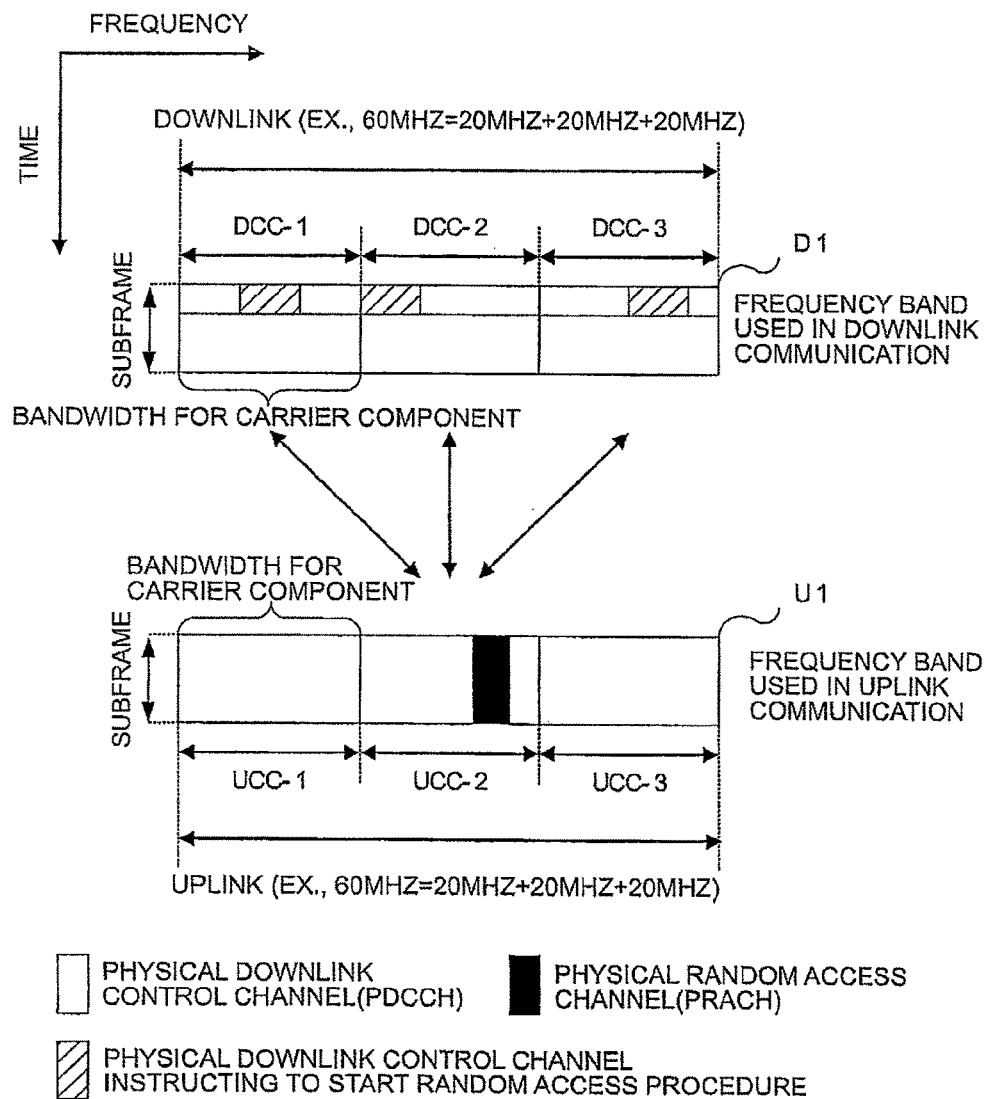 FREQUENCY
TIME
DOWNLINK (EX., 60MHZ=20MHZ+20MHZ+20MHZ)
DCC-1
DCC-2
DCC-3
D1
SUBFRAME
FREQUENCY BAND
USED IN DOWNLINK
COMMUNICATION
BANDWIDTH FOR CARRIER COMPONENT
BANDWIDTH FOR
CARRIER COMPONENT
U1
SUBFRAME
FREQUENCY BAND
USED IN UPLINK
COMMUNICATION
UCC-1
UCC-2
UCC-3
UPLINK (EX., 60MHZ=20MHZ+20MHZ+20MHZ)
PHYSICAL DOWNLINK
CONTROL CHANNEL(PDCCH)
PHYSICAL RANDOM ACCESS
CHANNEL(PRACH)
PHYSICAL DOWNLINK CONTROL CHANNEL
INSTRUCTING TO START RANDOM ACCESS PROCEDURE